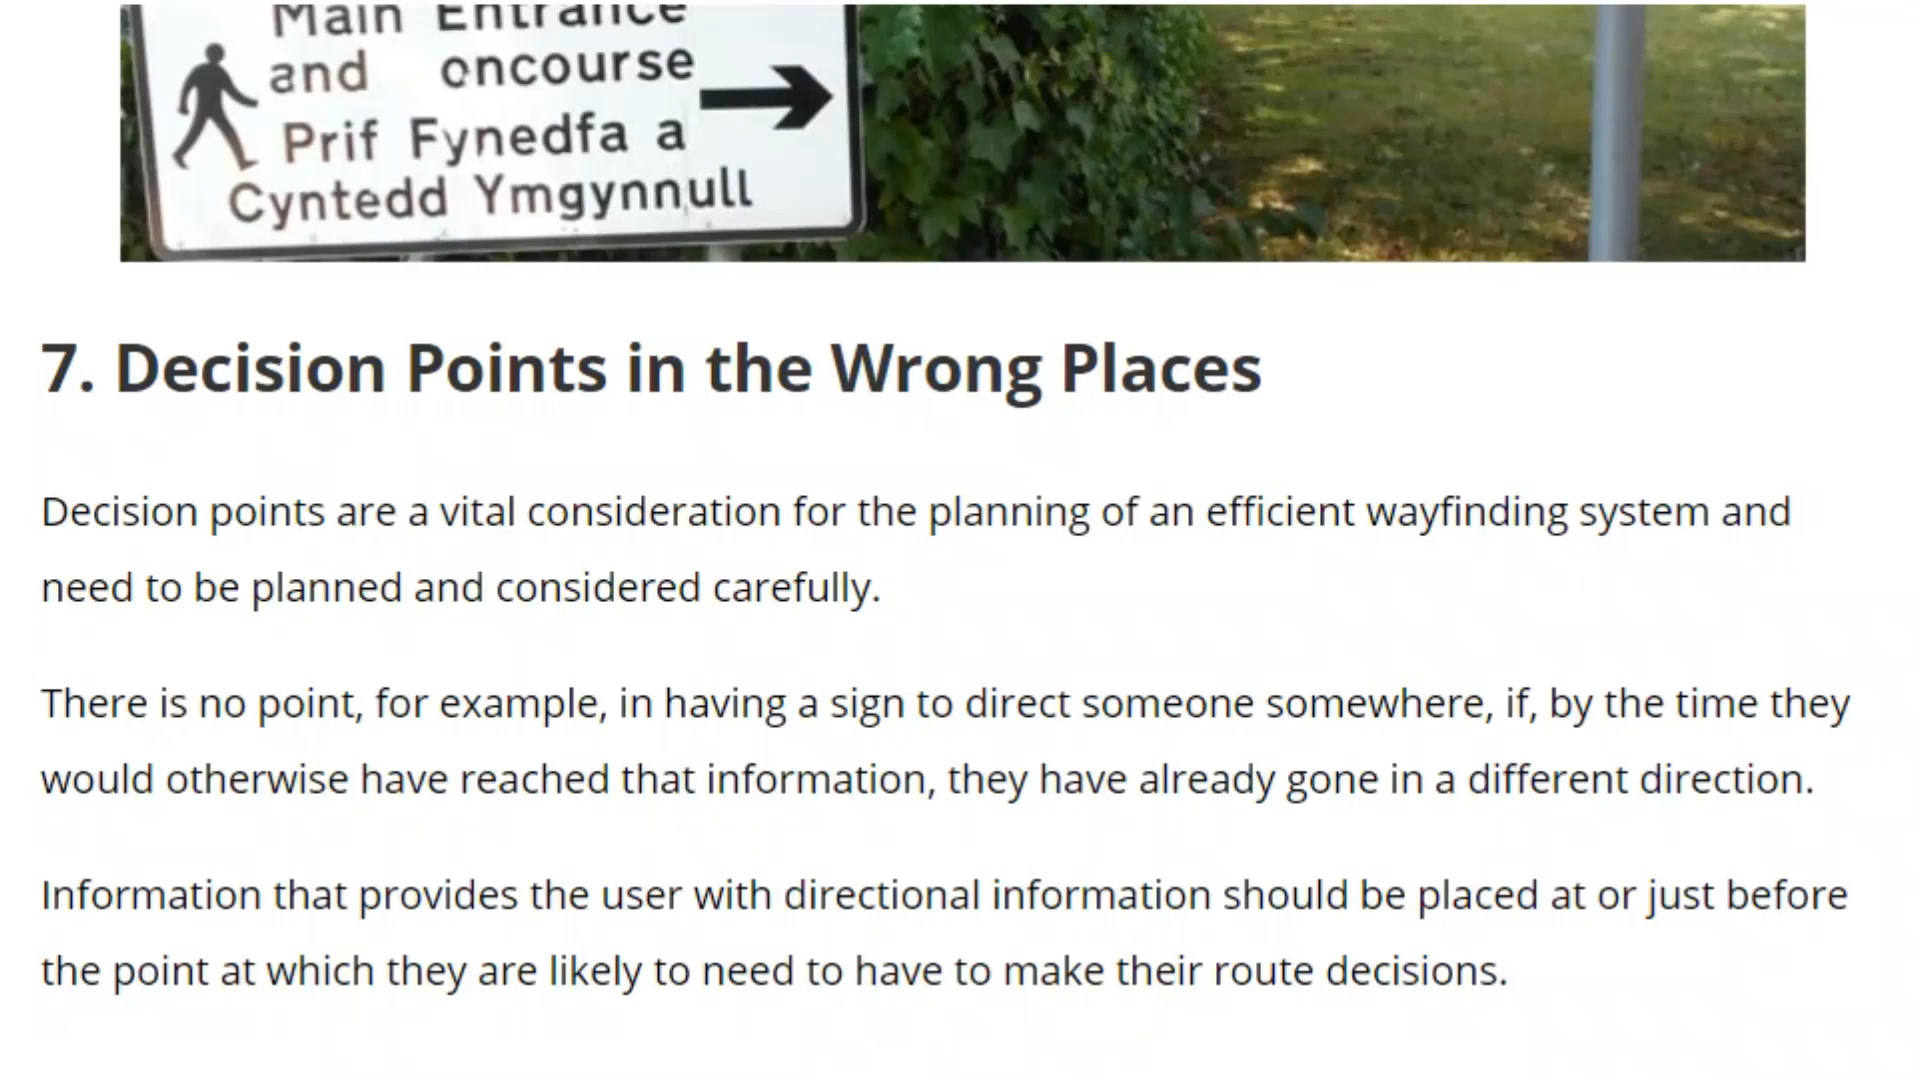 Main Entrance
and oncourse
Prif Fynedfa a
Cyntedd Ymgynnull
7. Decision Points in the Wrong Places
Decision points are a vital consideration for the planning of an efficient wayfinding system and
need to be planned and considered carefully.
There is no point, for example, in having a sign to direct someone somewhere, if, by the time they
would otherwise have reached that information, they have already gone in a different direction.
Information that provides the user with directional information should be placed at or just before
the point at which they are likely to need to have to make their route decisions.